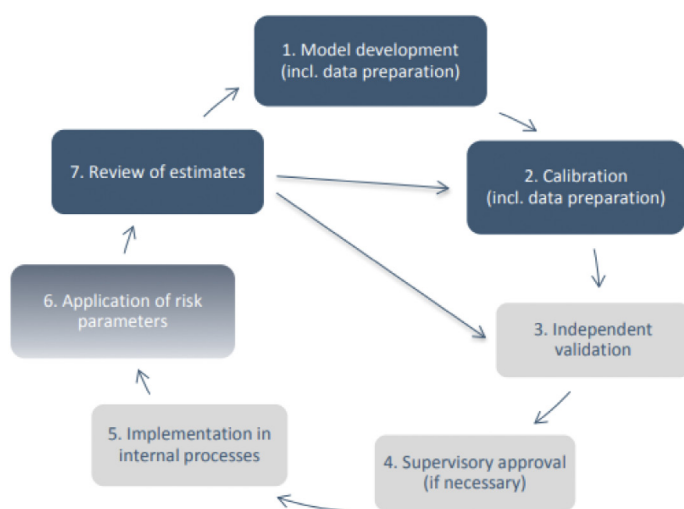 1. Model development
(incl. data preparation)
2. Calibration
(incl. data preparation)
3. Independent
validation
4. Supervisory approval
(if necessary)
5. Implementation in
internal processes
6. Application of risk
parameters
7. Review of estimates